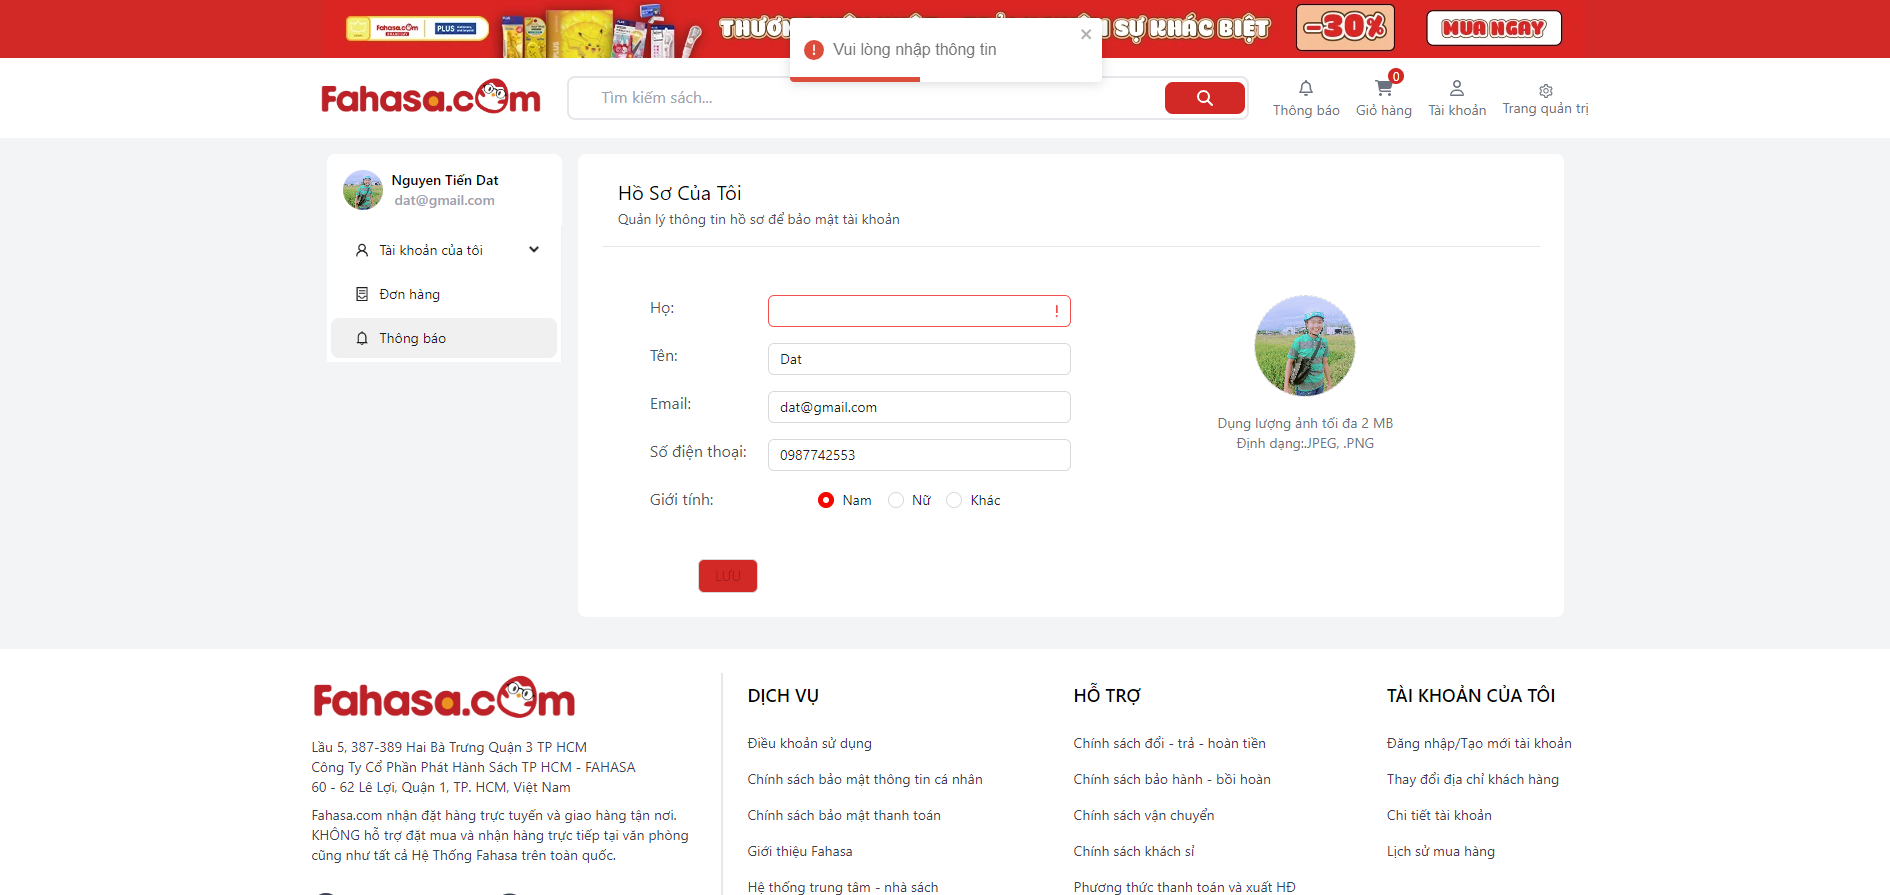 Fahasa.com
PLUS
SỰ KHÁC BIỆT
-30%
MUA NGAY
Vui lòng nhập thông tin
Fahasa.com
Tìm kiếm sách...
Thông báo
0
Giỏ hàng
Tài khoản
Trang quản trị
Nguyen Tiến Dat
dat@gmail.com
Tài khoản của tôi
Đơn hàng
Thông báo
Hồ Sơ Của Tôi
Quản lý thông tin hồ sơ để bảo mật tài khoản
Họ:
Tên:
Dat
Email:
dat@gmail.com
Số điện thoại:
0987742553
Giới tính:
Nam
Nữ
Khác
Dụng lượng ảnh tối đa 2 MB
Định dạng:.JPEG, .PNG
LƯU
Fahasa.com
Lầu 5, 387-389 Hai Bà Trưng Quận 3 TP HCM
Công Ty Cổ Phần Phát Hành Sách TP HCM - FAHASA
60 - 62 Lê Lợi, Quận 1, TP. HCM, Việt Nam
Fahasa.com nhận đặt hàng trực tuyến và giao hàng tận nơi.
KHÔNG hỗ trợ đặt mua và nhận hàng trực tiếp tại văn phòng
cũng như tất cả Hệ Thống Fahasa trên toàn quốc.
DỊCH VỤ
Điều khoản sử dụng
Chính sách bảo mật thông tin cá nhân
Chính sách bảo mật thanh toán
Giới thiệu Fahasa
Hệ thống trung tâm - nhà sách
HỖ TRỢ
Chính sách đổi - trả - hoàn tiền
Chính sách bảo hành - bồi hoàn
Chính sách vận chuyển
Chính sách khách sỉ
Phương thức thanh toán và xuất HĐ
TÀI KHOẢN CỦA TÔI
Đăng nhập/Tạo mới tài khoản
Thay đổi địa chỉ khách hàng
Chi tiết tài khoản
Lịch sử mua hàng